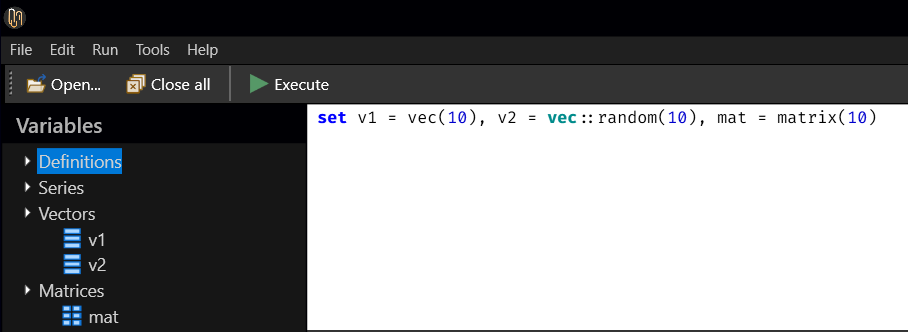 File Edit Run Tools Help
Open... Close all Execute
Variables
Definitions
Series
Vectors
v1
v2
Matrices
mat
set v1 = vec(10), v2 = vec::random(10), mat = matrix(10)